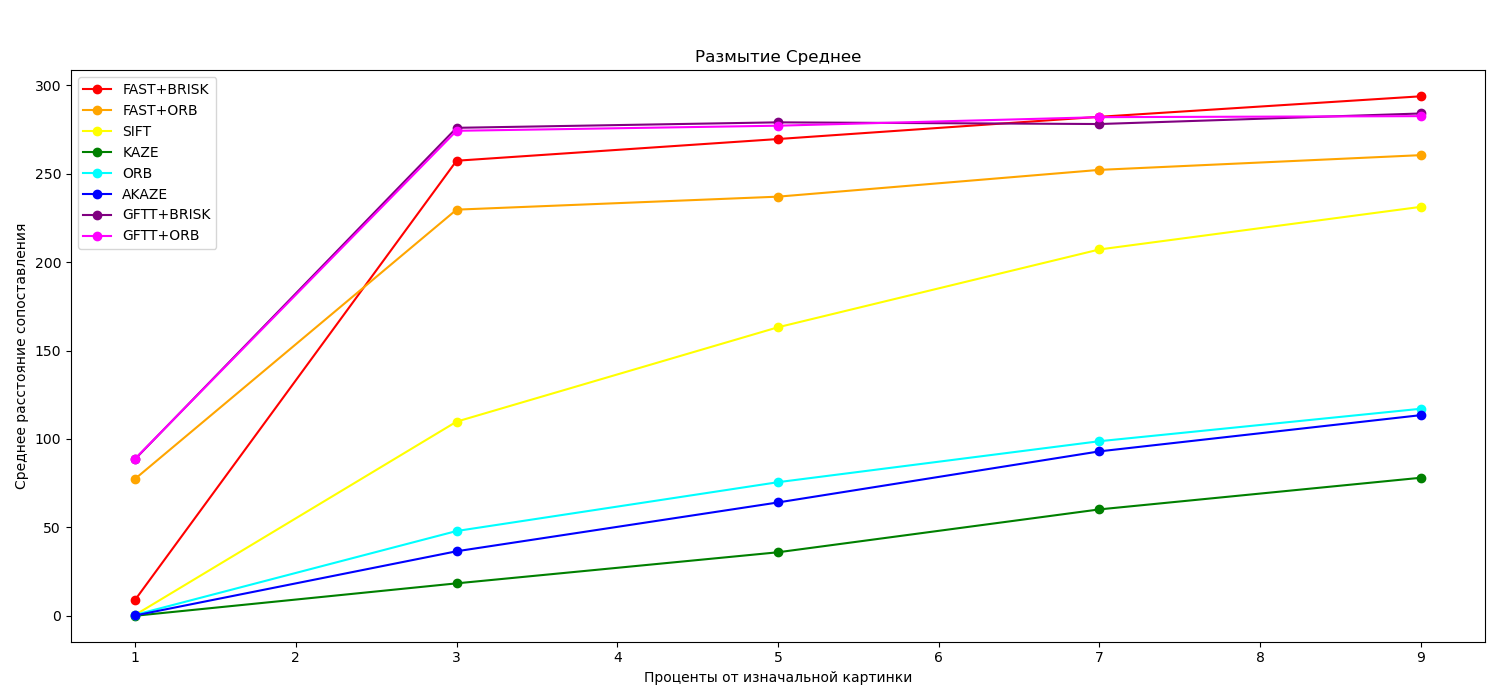 Размытие Среднее
300
250
200
150
100
50
0
Среднее расстояние сопоставления
FAST+BRISK
FAST+ORB
SIFT
KAZE
ORB
AKAZE
GFTT+BRISK
GFTT+ORB
1 2 3 4 5 6 7 8 9
Проценты от изначальной картинки